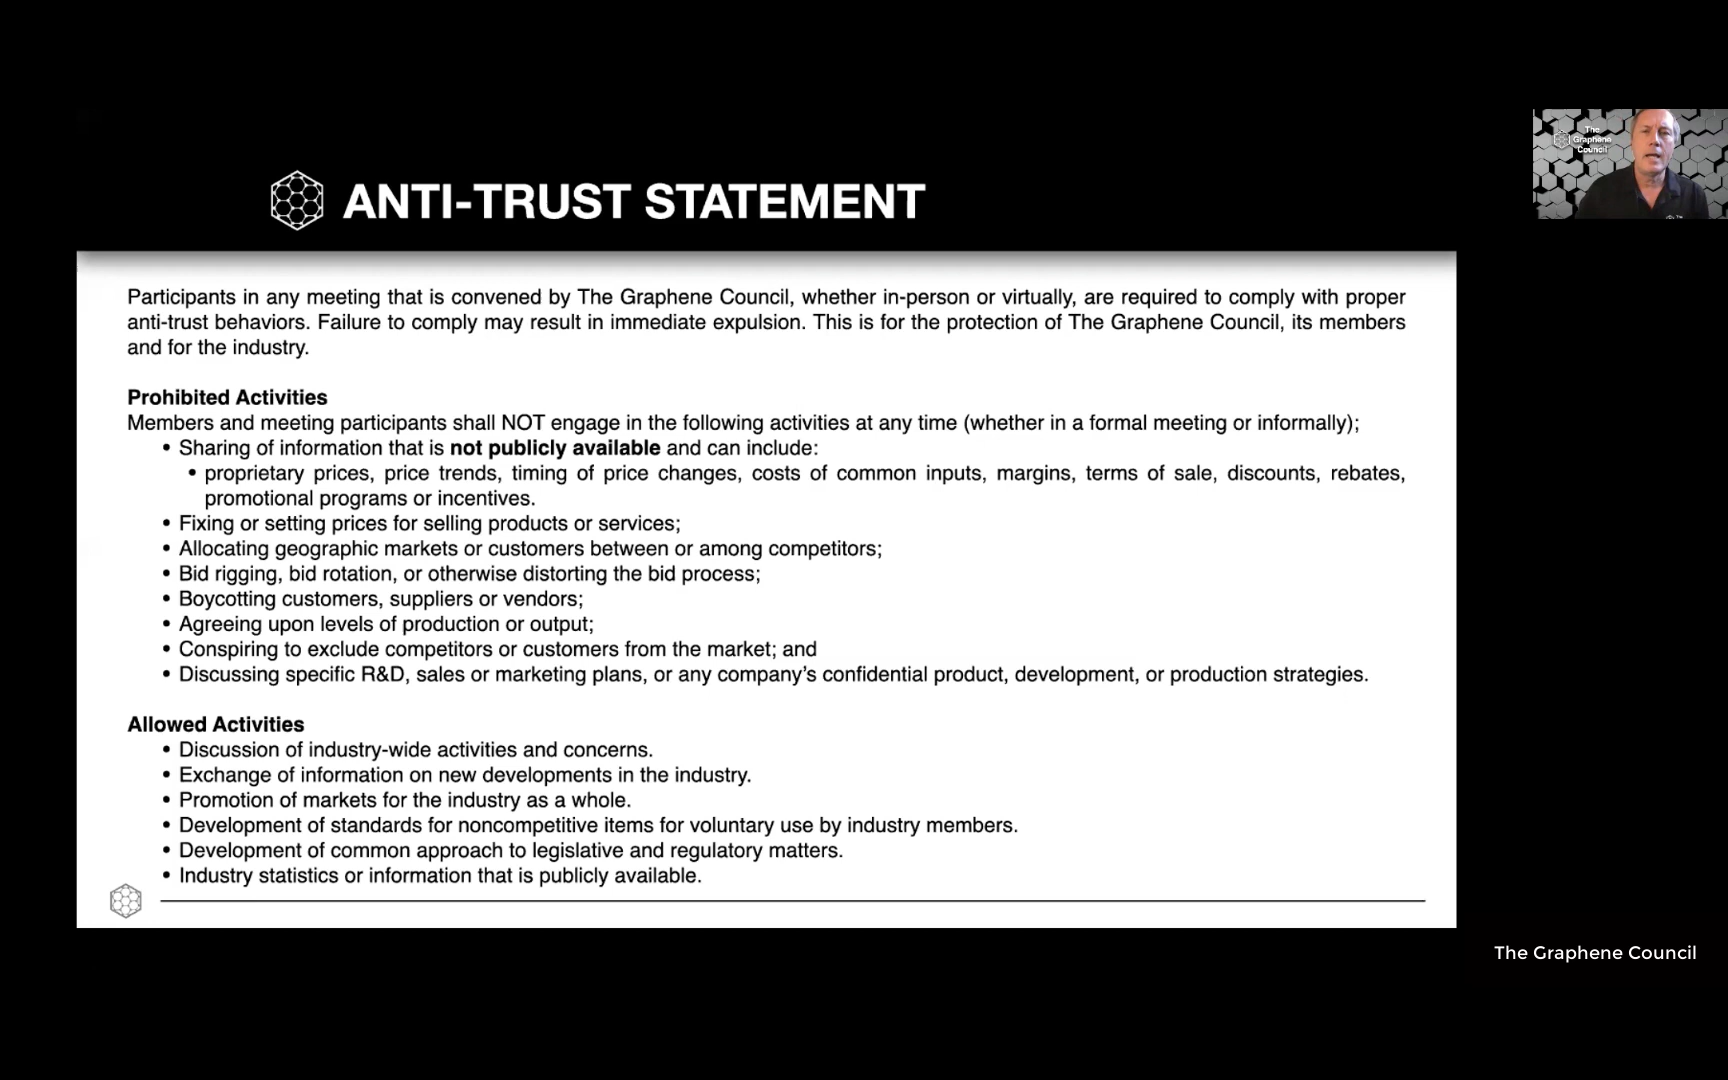 ANTI-TRUST STATEMENT
The
Graphene
Council
Participants in any meeting that is convened by The Graphene Council, whether in-person or virtually, are required to comply with proper
anti-trust behaviors. Failure to comply may result in immediate expulsion. This is for the protection of The Graphene Council, its members
and for the industry.
Prohibited Activities
Members and meeting participants shall NOT engage in the following activities at any time (whether in a formal meeting or informally);
• Sharing of information that is not publicly available and can include:
• proprietary prices, price trends, timing of price changes, costs of common inputs, margins, terms of sale, discounts, rebates,
promotional programs or incentives.
• Fixing or setting prices for selling products or services;
• Allocating geographic markets or customers between or among competitors;
• Bid rigging, bid rotation, or otherwise distorting the bid process;
• Boycotting customers, suppliers or vendors;
• Agreeing upon levels of production or output;
• Conspiring to exclude competitors or customers from the market; and
• Discussing specific R&D, sales or marketing plans, or any company’s confidential product, development, or production strategies.
Allowed Activities
• Discussion of industry-wide activities and concerns.
• Exchange of information on new developments in the industry.
• Promotion of markets for the industry as a whole.
• Development of standards for noncompetitive items for voluntary use by industry members.
• Development of common approach to legislative and regulatory matters.
• Industry statistics or information that is publicly available.
The Graphene Council